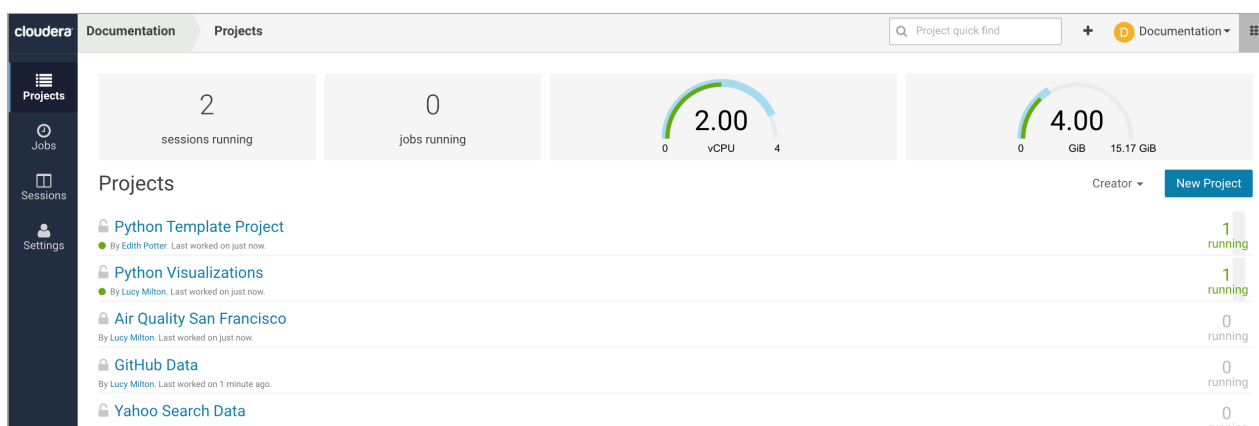 cloudera
Documentation Projects
Project quick find
+
D Documentation
Projects
Jobs
Sessions
Settings
2
sessions running
0
jobs running
2.00
0 vCPU 4
4.00
0 GiB 15.17 GiB
Projects
Creator
New Project
Python Template Project
By Edith Potter. Last worked on just now.
1
running
Python Visualizations
By Lucy Milton. Last worked on just now.
1
running
Air Quality San Francisco
By Lucy Milton. Last worked on just now.
0
running
GitHub Data
By Lucy Milton. Last worked on 1 minute ago.
0
running
Yahoo Search Data
0